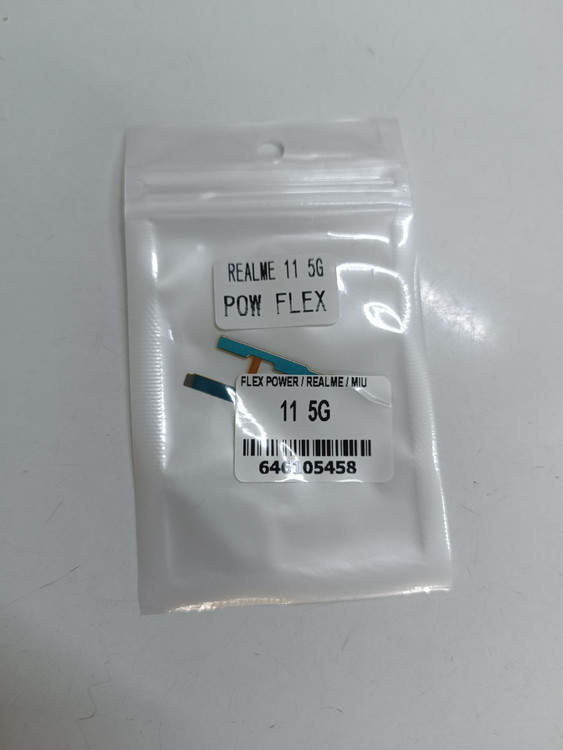 REALME 11 5G
POW FLEX
FLEX POWER / REALME / MIU
11 5G
646105458